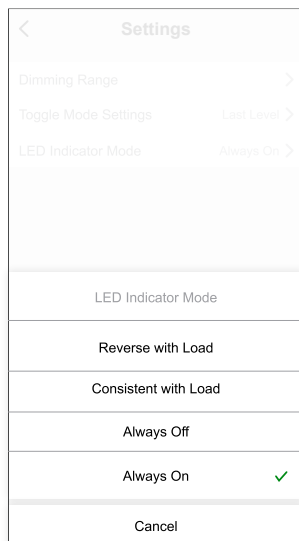 Settings
Dimming Range
Toggle Mode Settings Last Level
LED Indicator Mode Always On
LED Indicator Mode
Reverse with Load
Consistent with Load
Always Off
Always On
Cancel